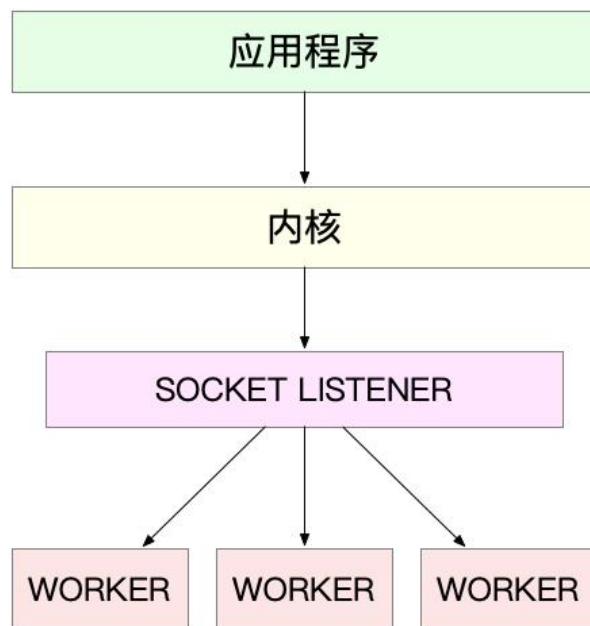 应用程序
内核
SOCKET LISTENER
WORKER
WORKER
WORKER